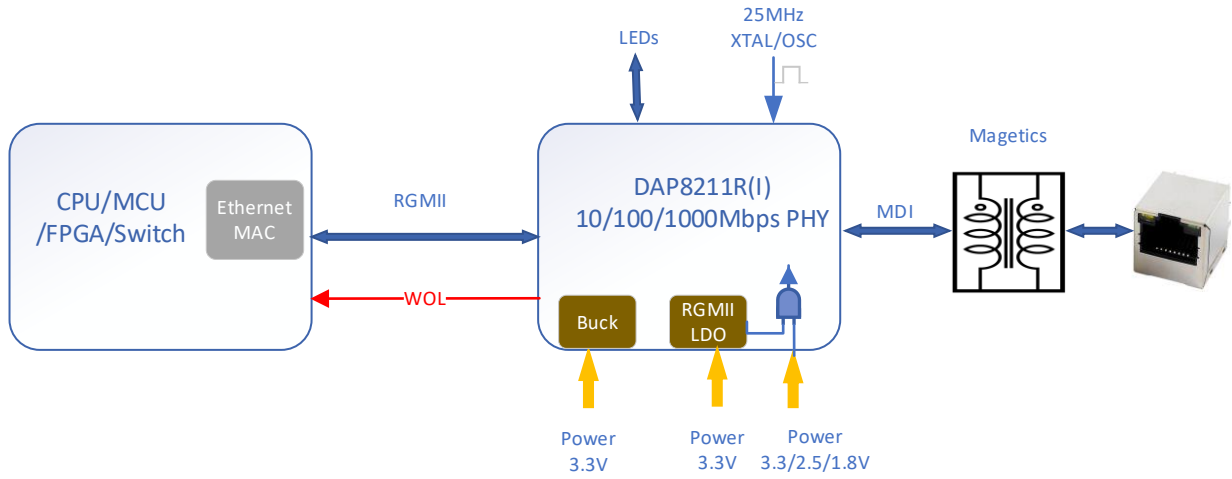 25MHz
XTAL/OSC
LEDs
Magetics
CPU/MCU
/FPGA/Switch
Ethernet
MAC
RGMII
WOL
DAP8211R(I)
10/100/1000Mbps PHY
MDI
Buck
RGMII
LDO
Power
3.3V
Power
3.3V
Power
3.3/2.5/1.8V